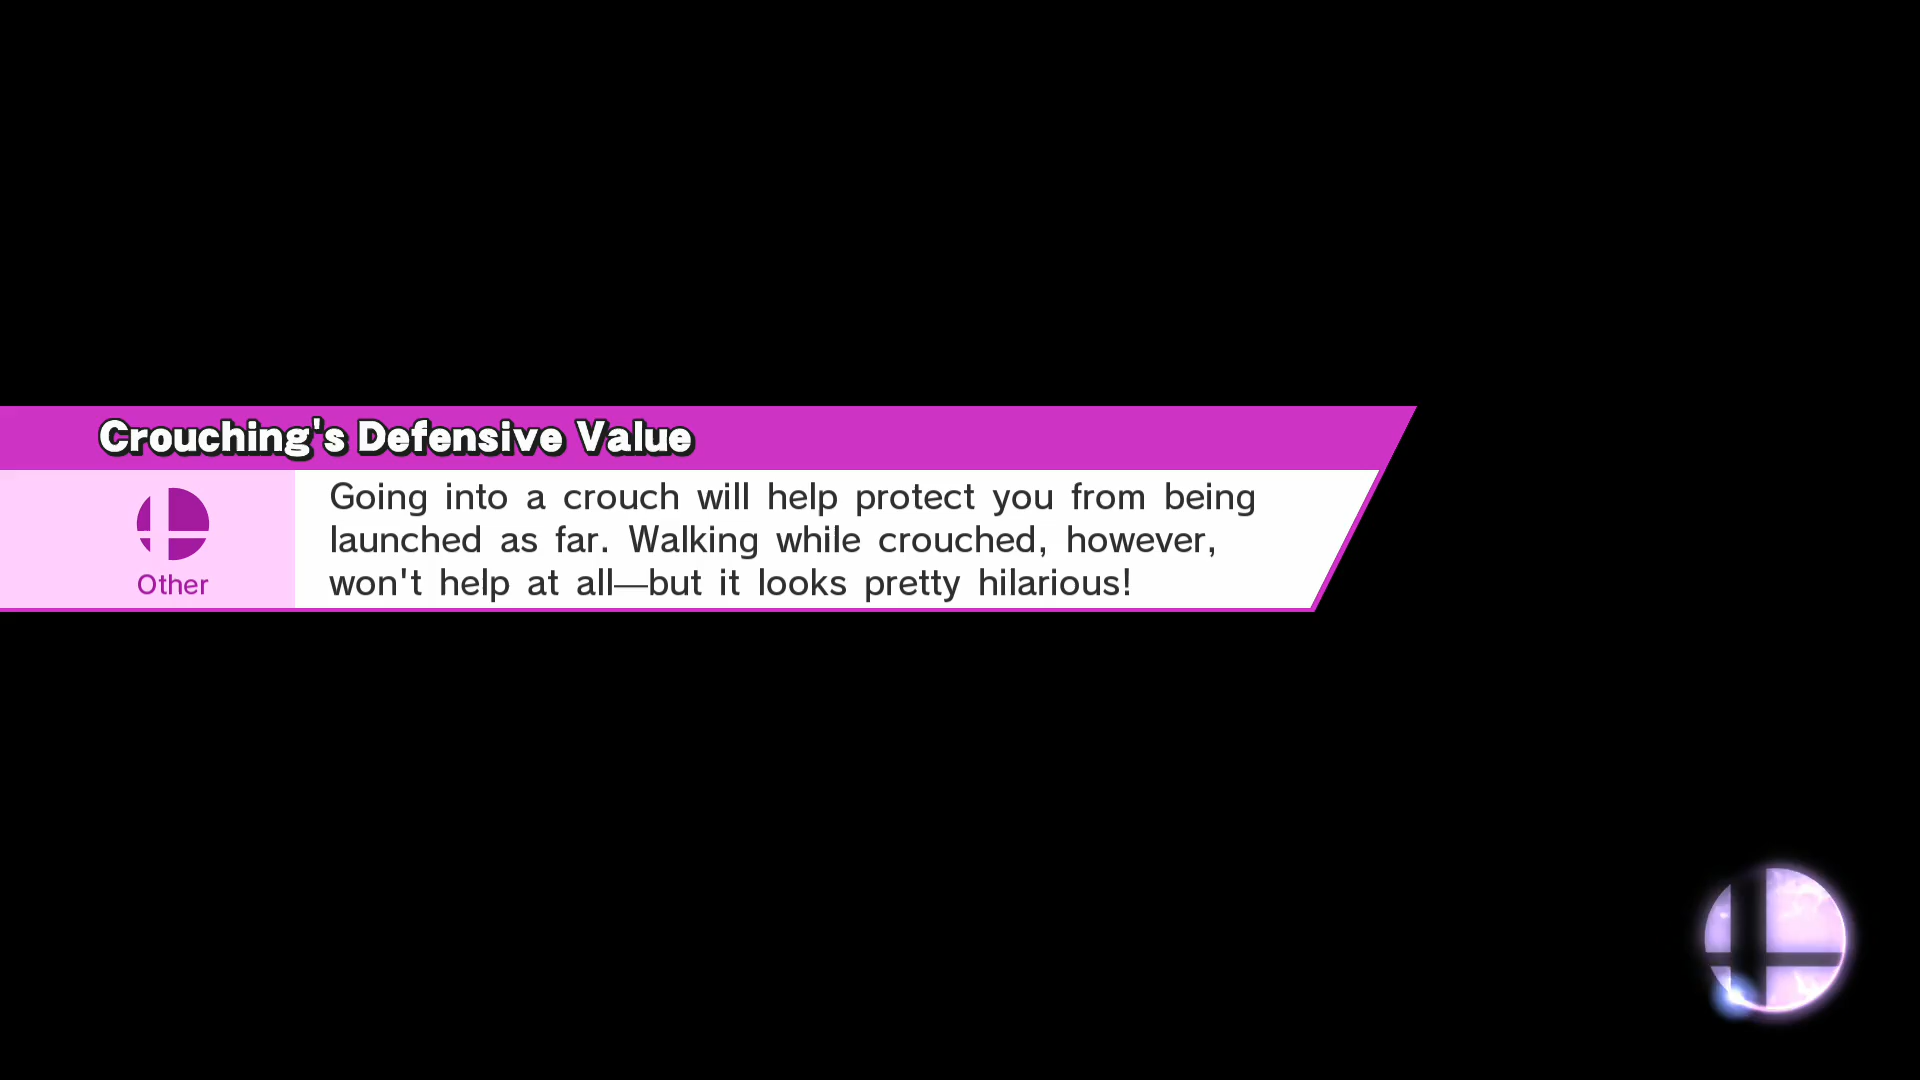 Crouching's Defensive Value
Other
Going into a crouch will help protect you from being
launched as far. Walking while crouched, however,
won't help at all—but it looks pretty hilarious!